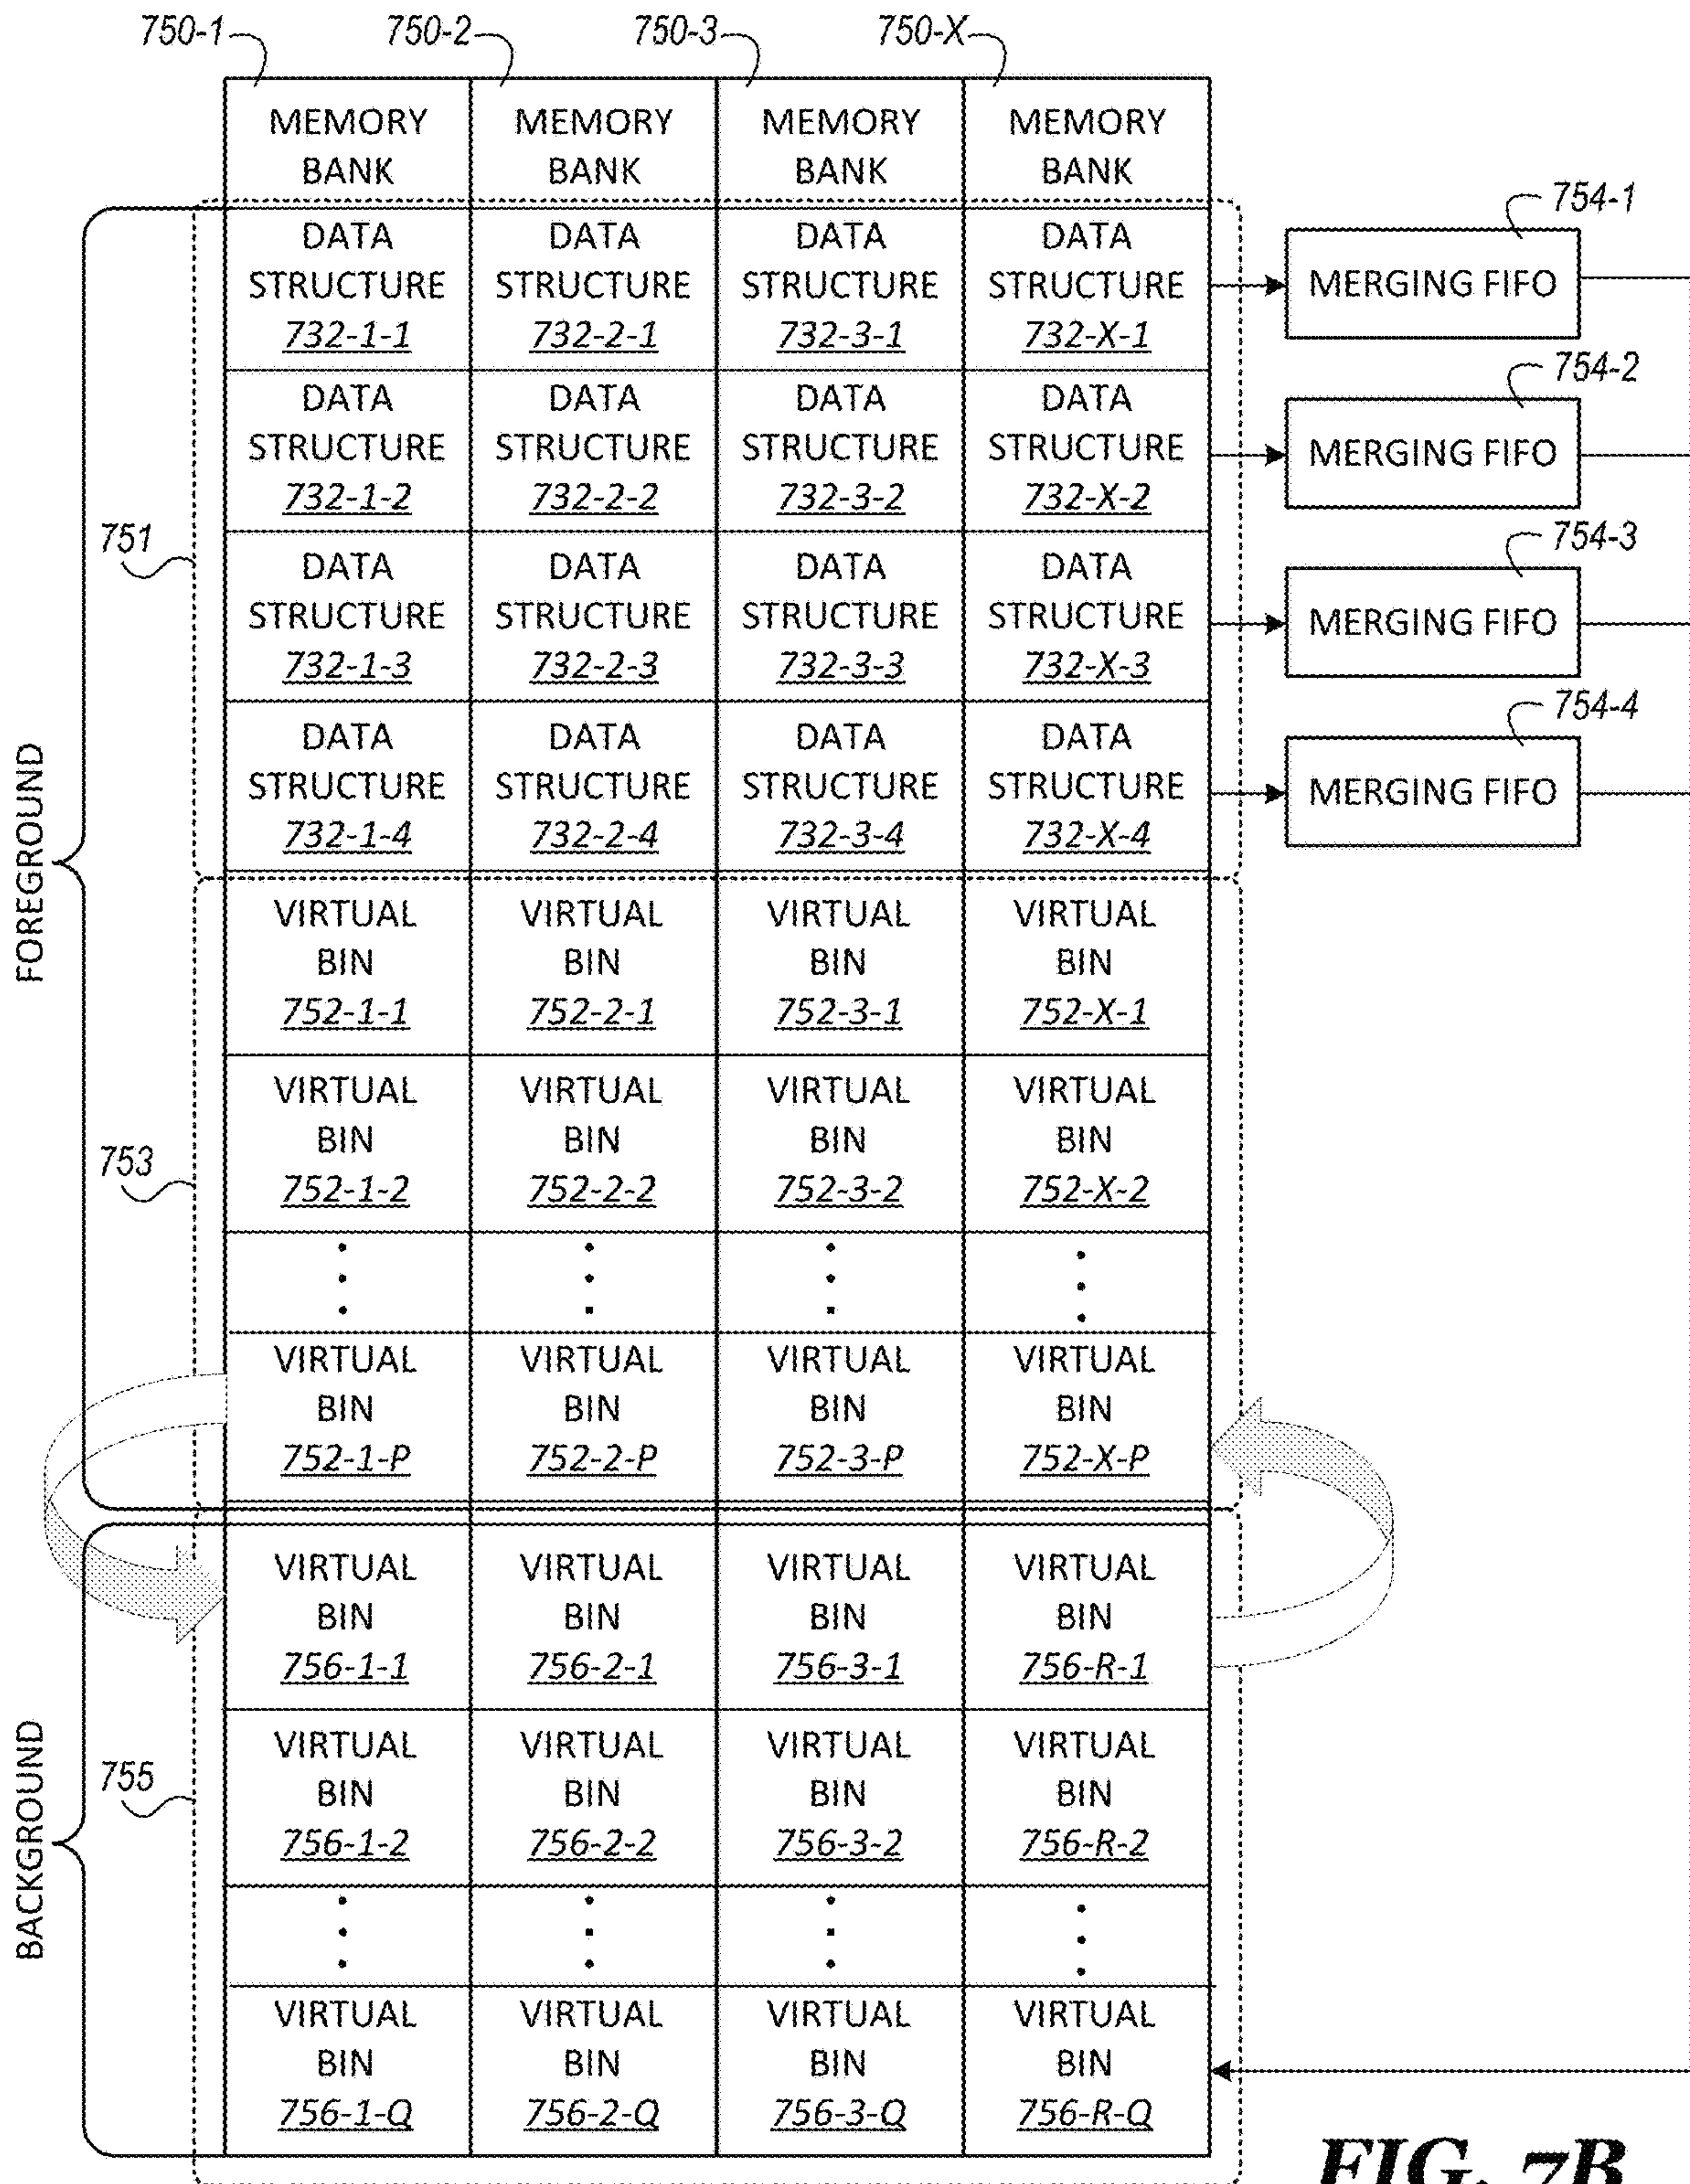 750-1 750-2 750-3 750-X
MEMORY MEMORY MEMORY MEMORY
BANK BANK BANK BANK
754-1
DATA DATA DATA DATA
STRUCTURE STRUCTURE STRUCTURE STRUCTURE MERGING FIFO
732-1-1 732-2-1 732-3-1 732-X-1
754-2
DATA DATA DATA DATA
STRUCTURE STRUCTURE STRUCTURE STRUCTURE MERGING FIFO
732-1-2 732-2-2 732-3-2 732-X-2
751
754-3
DATA DATA DATA DATA
STRUCTURE STRUCTURE STRUCTURE STRUCTURE MERGING FIFO
732-1-3 732-2-3 732-3-3 732-X-3
754-4
DATA DATA DATA DATA
STRUCTURE STRUCTURE STRUCTURE STRUCTURE MERGING FIFO
732-1-4 732-2-4 732-3-4 732-X-4
FOREGROUND
VIRTUAL VIRTUAL VIRTUAL VIRTUAL
BIN BIN BIN BIN
752-1-1 752-2-1 752-3-1 752-X-1
VIRTUAL VIRTUAL VIRTUAL VIRTUAL
BIN BIN BIN BIN
753
752-1-2 752-2-2 752-3-2 752-X-2
VIRTUAL VIRTUAL VIRTUAL VIRTUAL
BIN BIN BIN BIN
752-1-P 752-2-P 752-3-P 752-X-P
VIRTUAL VIRTUAL VIRTUAL VIRTUAL
BIN BIN BIN BIN
756-1-1 756-2-1 756-3-1 756-R-1
VIRTUAL VIRTUAL VIRTUAL VIRTUAL
755
BIN BIN BIN BIN
756-1-2 756-2-2 756-3-2 756-R-2
BACKGROUND
VIRTUAL VIRTUAL VIRTUAL VIRTUAL
BIN BIN BIN BIN
756-1-Q 756-2-Q 756-3-Q 756-R-Q
FIG. 7B